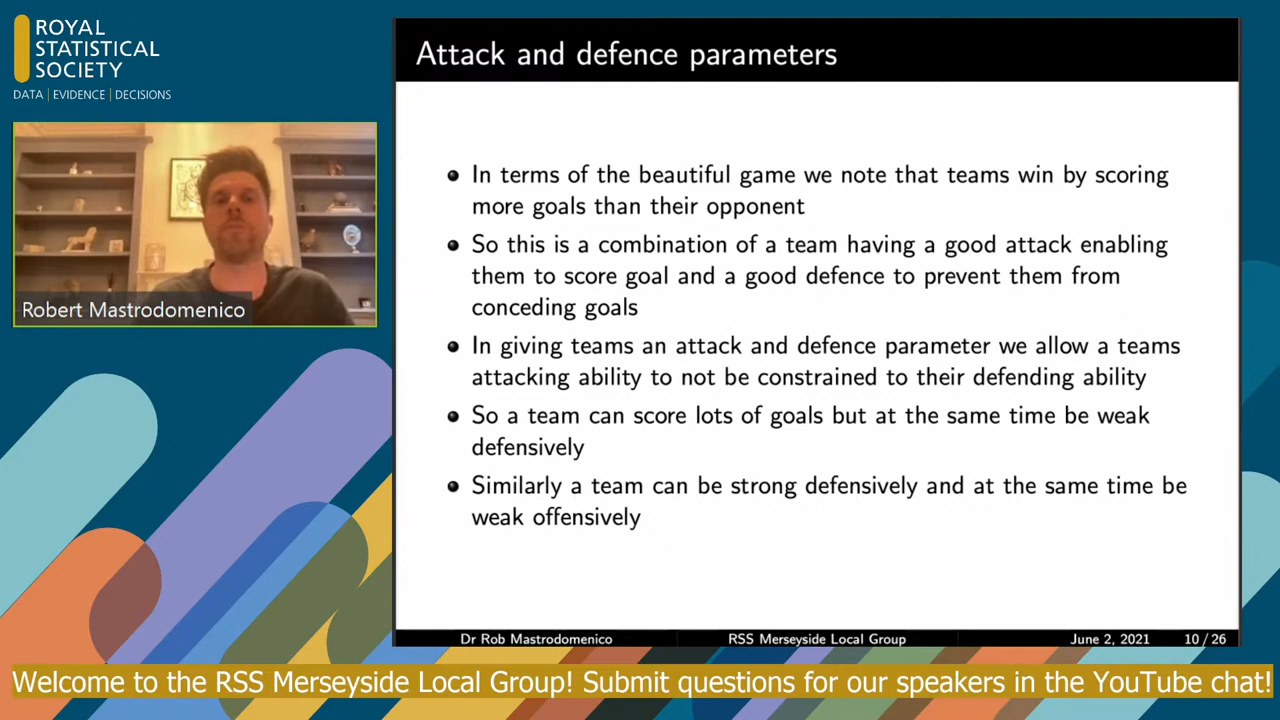 ROYAL
STATISTICAL
SOCIETY
DATA | EVIDENCE | DECISIONS
Robert Mastrodomenico
Attack and defence parameters
In terms of the beautiful game we note that teams win by scoring
more goals than their opponent
So this is a combination of a team having a good attack enabling
them to score goal and a good defence to prevent them from
conceding goals
In giving teams an attack and defence parameter we allow a teams
attacking ability to not be constrained to their defending ability
So a team can score lots of goals but at the same time be weak
defensively
Similarly a team can be strong defensively and at the same time be
weak offensively
Dr Rob Mastrodomenico RSS Merseyside Local Group June 2, 2021 10 / 26
Welcome to the RSS Merseyside Local Group! Submit questions for our speakers in the YouTube chat!